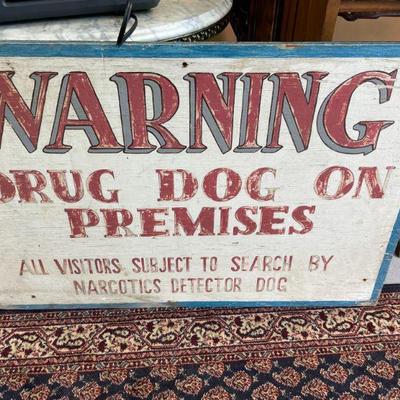 WARNING
DRUG DOG ON
PREMISES
ALL VISITORS SUBJECT TO SEARCH BY
NARCOTICS DETECTOR DOG